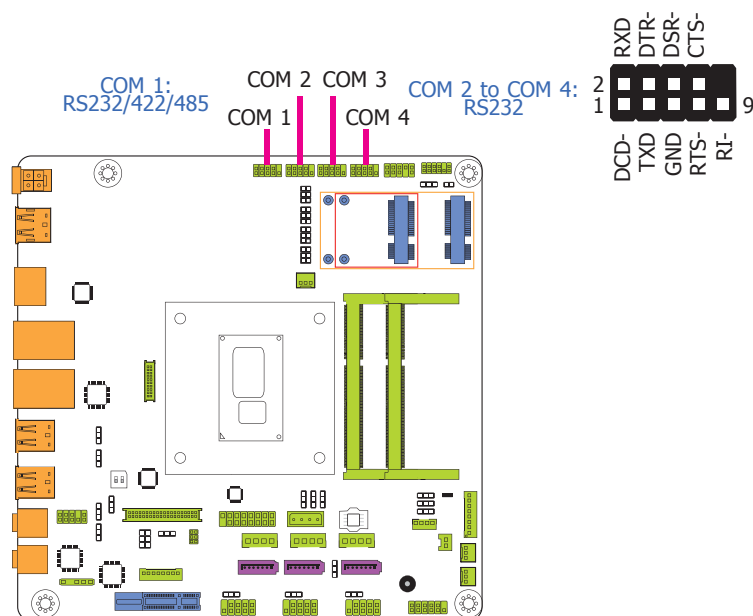 COM 1:
RS232/422/485
COM 2
COM 3
COM 1
COM 4
COM 2 to COM 4:
RS232
RXD
DTR-
DSR-
CTS-
2
1
9
DCD-
TXD
GND
RTS-
RI-